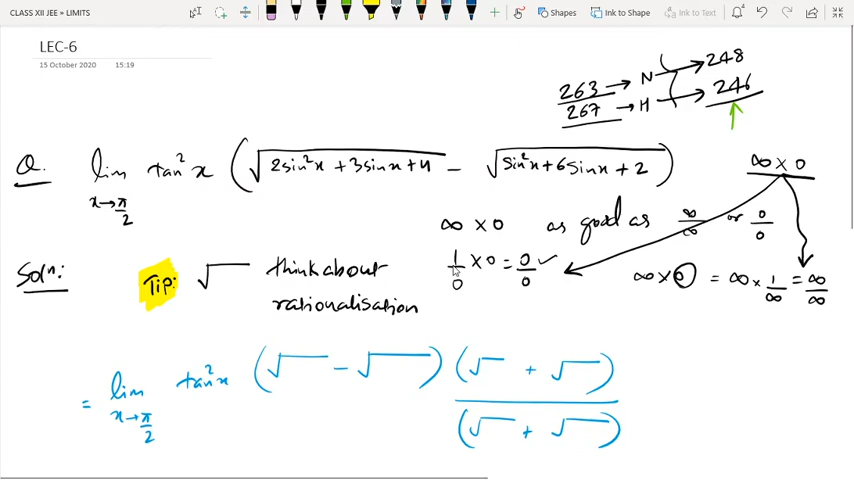 CLASS XII JEE » LIMITS
Shapes
Ink to Shape
Ink to Text
LEC-6
15 October 2020 15:19
263 → N → 248
267 → H → 246
Q. lim x→π/2 tan²x (√(2sin²x + 3sinx + 4) − √(sin²x + 6sinx + 2))
∞ × 0
∞ × 0 as good as ∞/∞ or 0/0
Soln: Tip: √ think about rationalisation
1/0 × 0 = 0/0 ✓
∞ × 0 = ∞ × 1/∞ = ∞/∞
= lim x→π/2 tan²x (√ − √) (√ + √)/(√ + √)